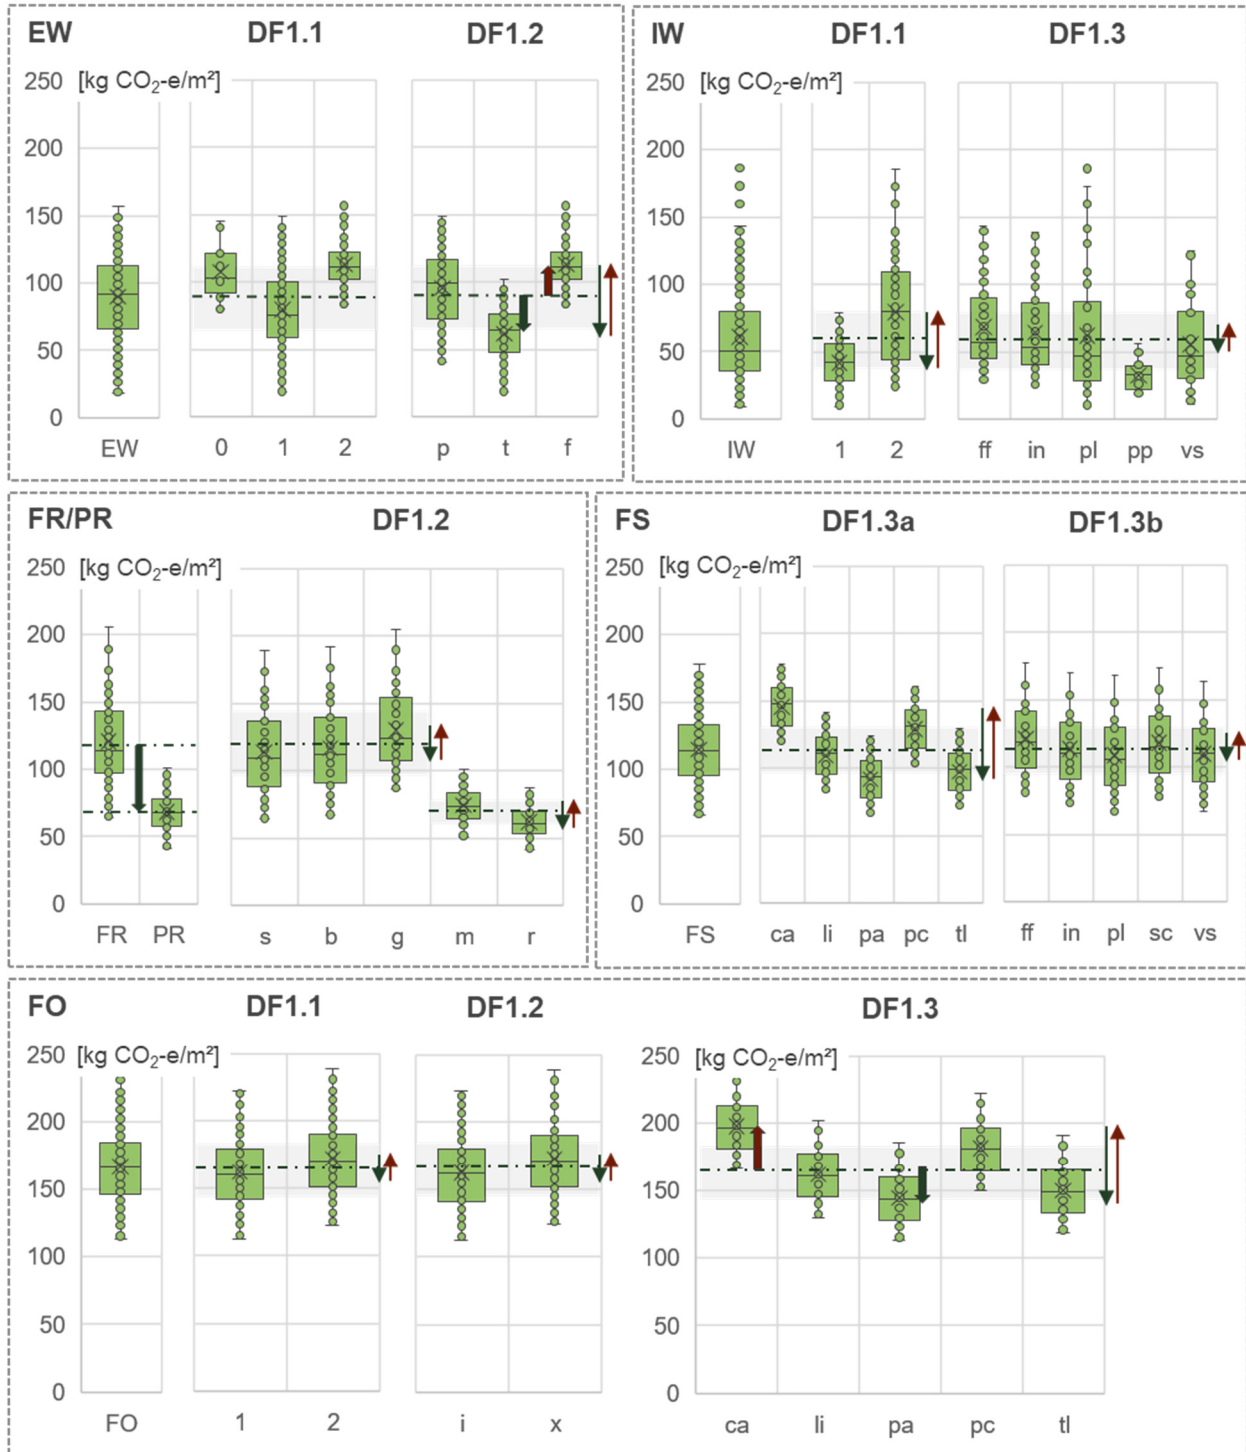 EW DF1.1 DF1.2
[kg CO₂-e/m²]
250
200
150
100
50
0
EW 0 1 2 p t f
IW DF1.1 DF1.3
[kg CO₂-e/m²]
250
200
150
100
50
0
IW 1 2 ff in pl pp vs
FR/PR DF1.2
[kg CO₂-e/m²]
250
200
150
100
50
0
FR PR s b g m r
FS DF1.3a DF1.3b
[kg CO₂-e/m²]
250
200
150
100
50
0
FS ca li pa pc tl ff in pl sc vs
FO DF1.1 DF1.2 DF1.3
[kg CO₂-e/m²]
250
200
150
100
50
0
FO 1 2 i x
[kg CO₂-e/m²]
250
200
150
100
50
0
ca li pa pc tl